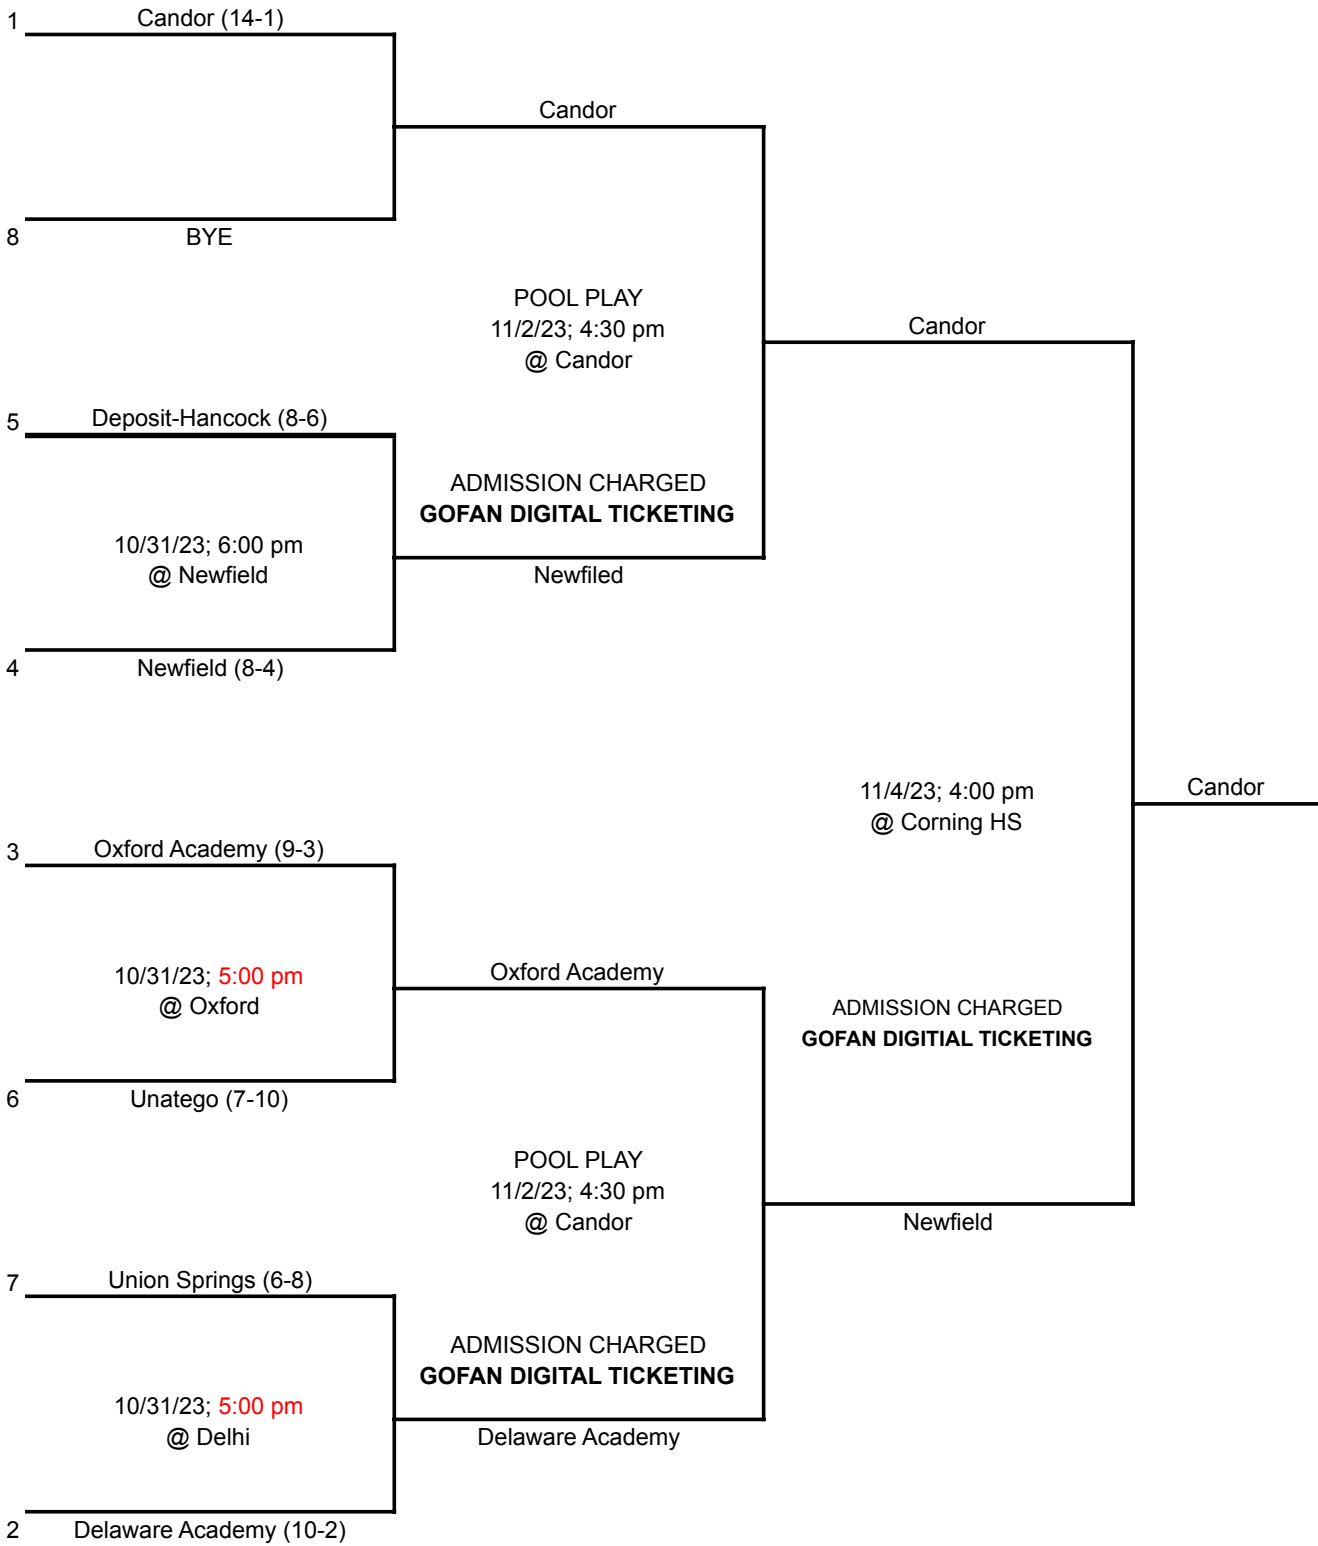 1
Candor (14-1)
Candor
8
BYE
POOL PLAY
11/2/23; 4:30 pm
@ Candor
Candor
5
Deposit-Hancock (8-6)
ADMISSION CHARGED
GOFAN DIGITAL TICKETING
10/31/23; 6:00 pm
@ Newfield
Newfiled
4
Newfield (8-4)
11/4/23; 4:00 pm
@ Corning HS
Candor
3
Oxford Academy (9-3)
10/31/23; 5:00 pm
@ Oxford
Oxford Academy
ADMISSION CHARGED
GOFAN DIGITIAL TICKETING
6
Unatego (7-10)
POOL PLAY
11/2/23; 4:30 pm
@ Candor
Newfield
7
Union Springs (6-8)
ADMISSION CHARGED
GOFAN DIGITAL TICKETING
10/31/23; 5:00 pm
@ Delhi
Delaware Academy
2
Delaware Academy (10-2)